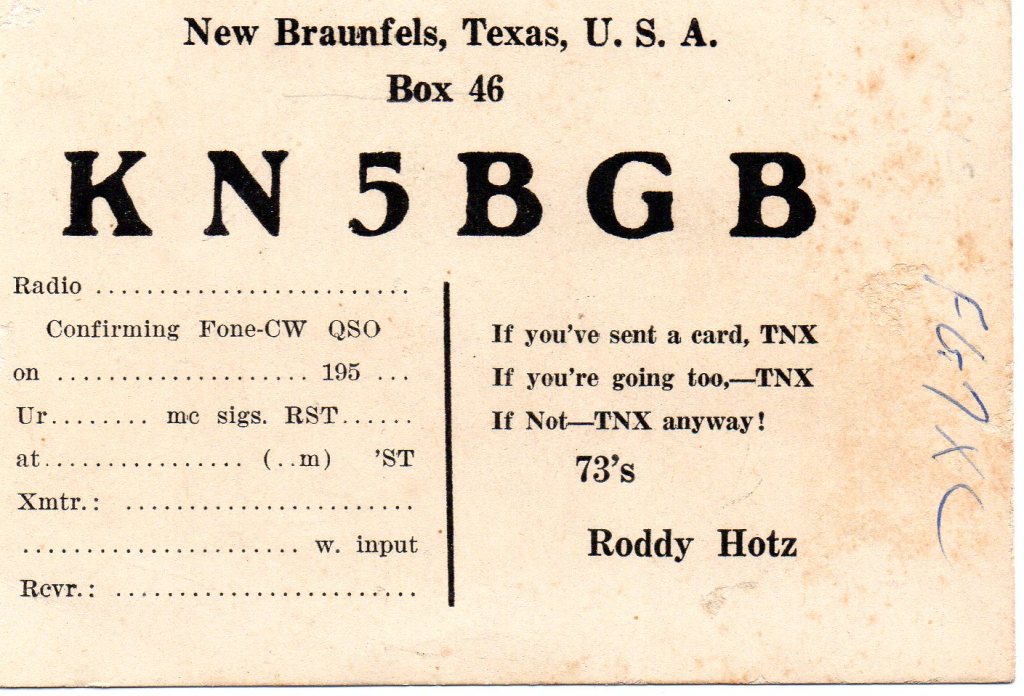 New Braunfels, Texas, U. S. A.
Box 46
K N 5 B G B
Radio .........................
Confirming Fone-CW QSO
on .................... 195 ...
Ur........ mc sigs. RST......
at................ (..m) 'ST
Xmtr.: .......................
...................... w. input
Rcvr.: ........................
If you've sent a card, TNX
If you're going too,—TNX
If Not—TNX anyway!
73's
Roddy Hotz
FG7XC